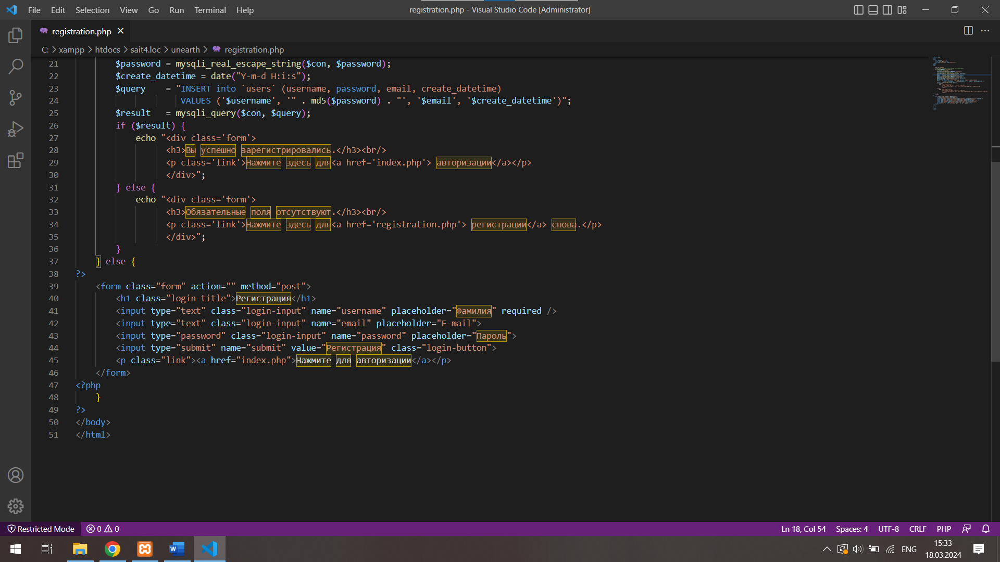 File Edit Selection View Go Run Terminal Help
registration.php - Visual Studio Code [Administrator]
registration.php
C: > xampp > htdocs > sait4.loc > unearth > registration.php
21 $password = mysqli_real_escape_string($con, $password);
22 $create_datetime = date("Y-m-d H:i:s");
23 $query    = "INSERT into `users` (username, password, email, create_datetime)
24 VALUES ('$username', '" . md5($password) . "', '$email', '$create_datetime')";
25 $result   = mysqli_query($con, $query);
26 if ($result) {
27 echo "<div class='form'>
28 <h3>Вы успешно зарегистрировались.</h3><br/>
29 <p class='link'>Нажмите здесь для<a href='index.php'> авторизации</a></p>
30 </div>";
31 } else {
32 echo "<div class='form'>
33 <h3>Обязательные поля отсутствуют.</h3><br/>
34 <p class='link'>Нажмите здесь для<a href='registration.php'> регистрации</a> снова.</p>
35 </div>";
36 }
37 } else {
38 ?>
39 <form class="form" action="" method="post">
40 <h1 class="login-title">Регистрация</h1>
41 <input type="text" class="login-input" name="username" placeholder="Фамилия" required />
42 <input type="text" class="login-input" name="email" placeholder="E-mail">
43 <input type="password" class="login-input" name="password" placeholder="Пароль">
44 <input type="submit" name="submit" value="Регистрация" class="login-button">
45 <p class="link"><a href="index.php">Нажмите для авторизации</a></p>
46 </form>
47 <?php
48 }
49 ?>
50 </body>
51 </html>
Restricted Mode 0 0 Ln 18, Col 54 Spaces: 4 UTF-8 CRLF PHP
ENG
15:33
18.03.2024